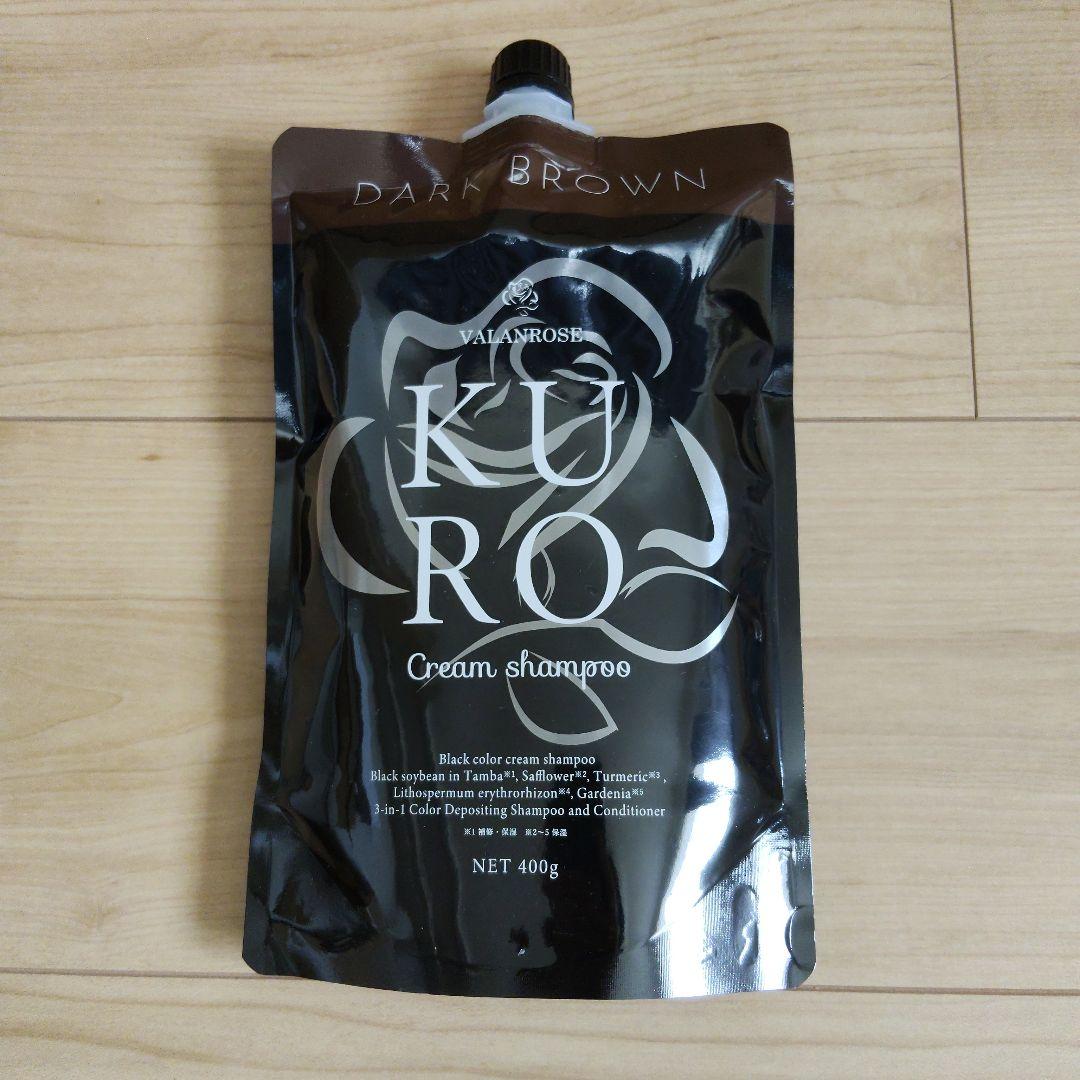 DARK BROWN
VALANROSE
KU
RO
Cream shampoo
Black color cream shampoo
Black soybean in Tamba※1, Safflower※2, Turmeric※3,
Lithospermum erythrorhizon※4, Gardenia※5
3-in-1 Color Depositing Shampoo and Conditioner
※1 補修・保湿 ※2~5 保湿
NET 400g